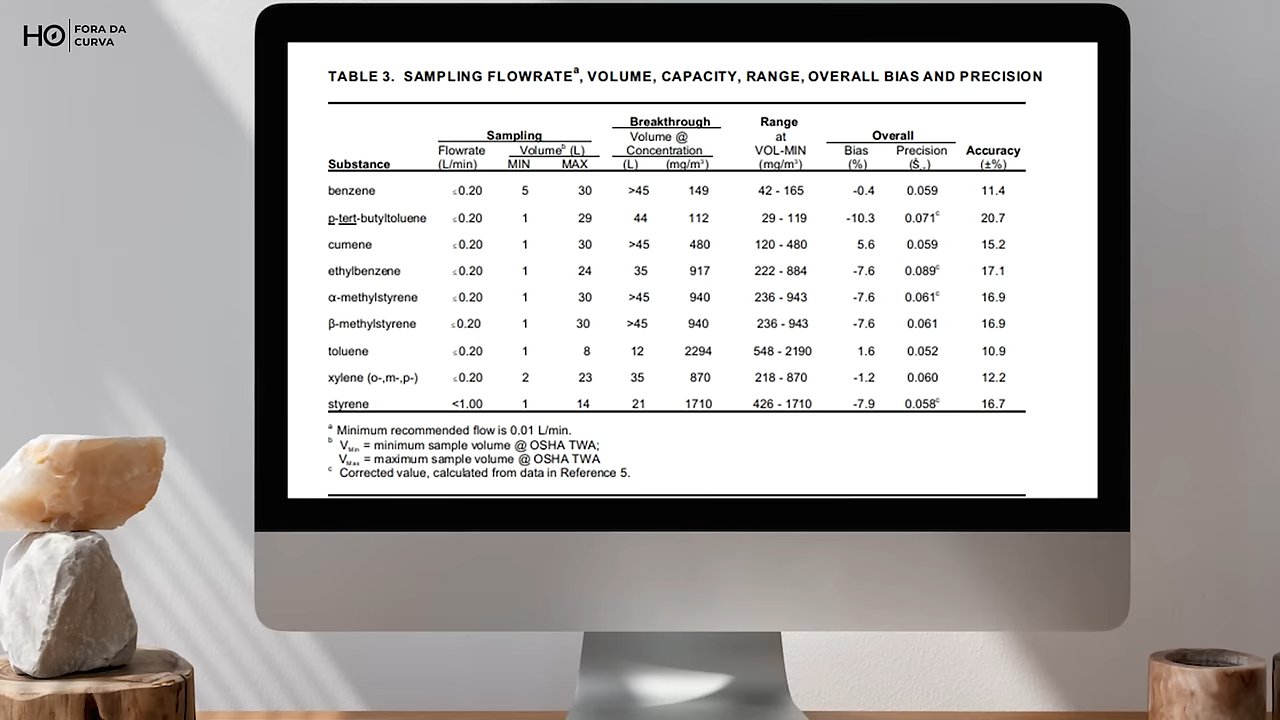 HO FORA DA
CURVA
TABLE 3. SAMPLING FLOWRATEa, VOLUME, CAPACITY, RANGE, OVERALL BIAS AND PRECISION
Breakthrough Range
Sampling Volume @ at Overall
Flowrate Volumeb (L) Concentration VOL-MIN Bias Precision Accuracy
Substance (L/min) MIN MAX (L) (mg/m³) (mg/m³) (%) (Ŝr,) (±%)
benzene ≤0.20 5 30 >45 149 42 - 165 -0.4 0.059 11.4
p-tert-butyltoluene ≤0.20 1 29 44 112 29 - 119 -10.3 0.071c 20.7
cumene ≤0.20 1 30 >45 480 120 - 480 5.6 0.059 15.2
ethylbenzene ≤0.20 1 24 35 917 222 - 884 -7.6 0.089c 17.1
α-methylstyrene ≤0.20 1 30 >45 940 236 - 943 -7.6 0.061c 16.9
β-methylstyrene ≤0.20 1 30 >45 940 236 - 943 -7.6 0.061 16.9
toluene ≤0.20 1 8 12 2294 548 - 2190 1.6 0.052 10.9
xylene (o-,m-,p-) ≤0.20 2 23 35 870 218 - 870 -1.2 0.060 12.2
styrene <1.00 1 14 21 1710 426 - 1710 -7.9 0.058c 16.7
a Minimum recommended flow is 0.01 L/min.
b VMin = minimum sample volume @ OSHA TWA;
VMax = maximum sample volume @ OSHA TWA
c Corrected value, calculated from data in Reference 5.